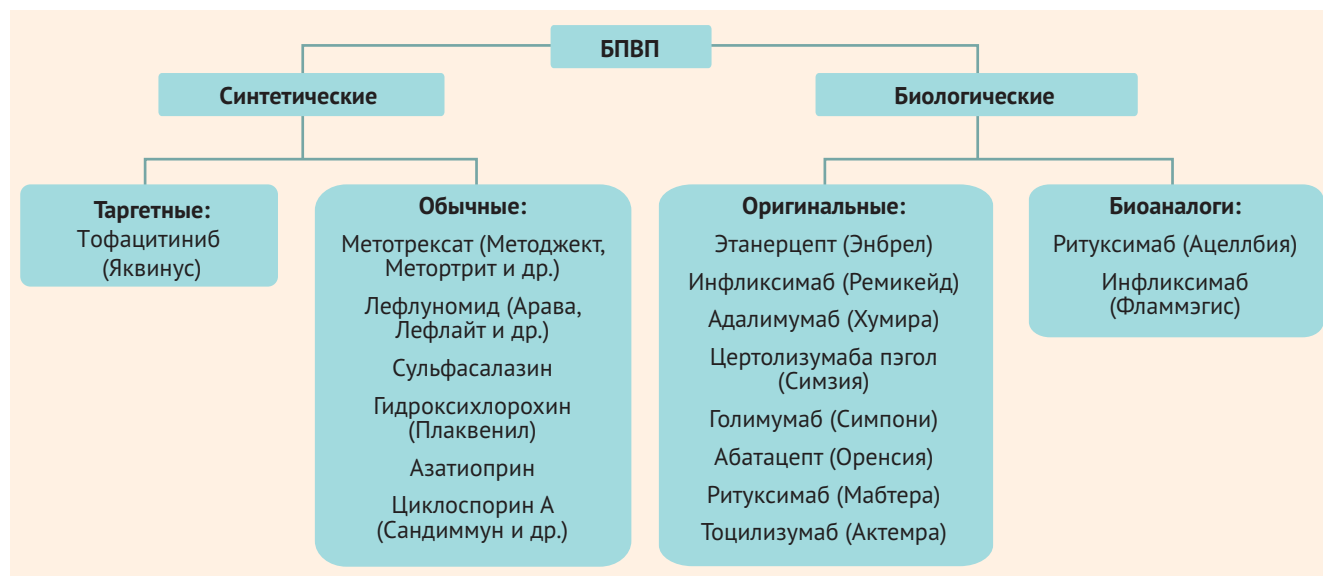 БПВП
Синтетические
Биологические
Таргетные:
Тофацитиниб
(Яквинус)
Обычные:
Метотрексат (Методжект,
Метортрит и др.)
Лефлуномид (Арава,
Лефлайт и др.)
Сульфасалазин
Гидроксихлорохин
(Плаквенил)
Азатиоприн
Циклоспорин А
(Сандиммун и др.)
Оригинальные:
Этанерцепт (Энбрел)
Инфликсимаб (Ремикейд)
Адалимумаб (Хумира)
Цертолизумаба пэгол
(Симзия)
Голимумаб (Симпони)
Абатацепт (Оренсия)
Ритуксимаб (Мабтера)
Тоцилизумаб (Актемра)
Биоаналоги:
Ритуксимаб (Ацеллбия)
Инфликсимаб
(Фламмэгис)